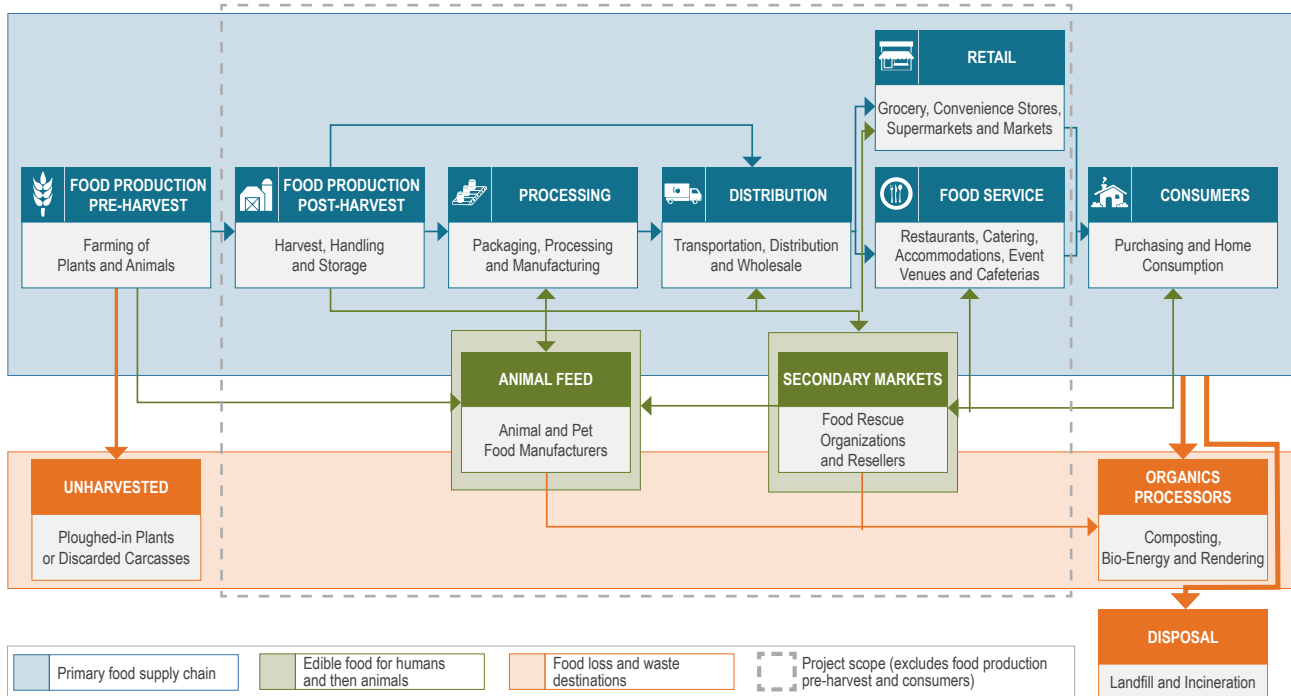 RETAIL
Grocery, Convenience Stores,
Supermarkets and Markets
FOOD PRODUCTION
PRE-HARVEST
Farming of
Plants and Animals
FOOD PRODUCTION
POST-HARVEST
Harvest, Handling
and Storage
PROCESSING
Packaging, Processing
and Manufacturing
DISTRIBUTION
Transportation, Distribution
and Wholesale
FOOD SERVICE
Restaurants, Catering,
Accommodations, Event
Venues and Cafeterias
CONSUMERS
Purchasing and Home
Consumption
ANIMAL FEED
Animal and Pet
Food Manufacturers
SECONDARY MARKETS
Food Rescue
Organizations
and Resellers
UNHARVESTED
Ploughed-in Plants
or Discarded Carcasses
ORGANICS
PROCESSORS
Composting,
Bio-Energy and Rendering
DISPOSAL
Landfill and Incineration
Primary food supply chain
Edible food for humans
and then animals
Food loss and waste
destinations
Project scope (excludes food production
pre-harvest and consumers)